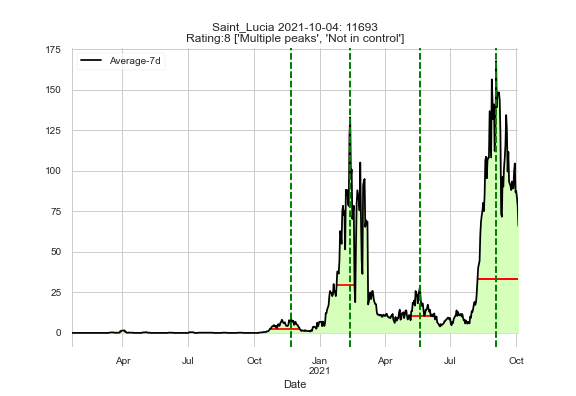 Saint_Lucia 2021-10-04: 11693
Rating:8 ['Multiple peaks', 'Not in control']
175
Average-7d
150
125
100
75
50
25
0
Apr Jul Oct Jan Apr Jul Oct
2021
Date